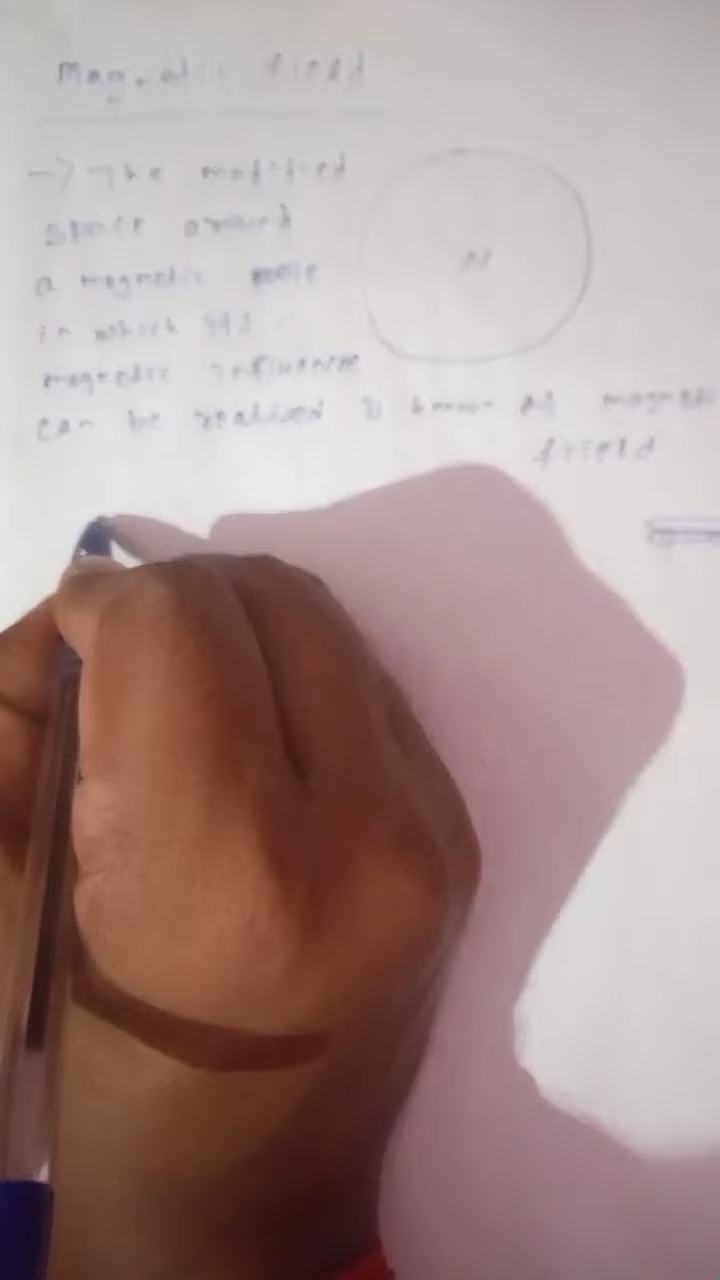 Magnetic field
→ The modified
space around
a magnetic pole
in which its
magnetic influence
can be realised is known as magnetic
field
N